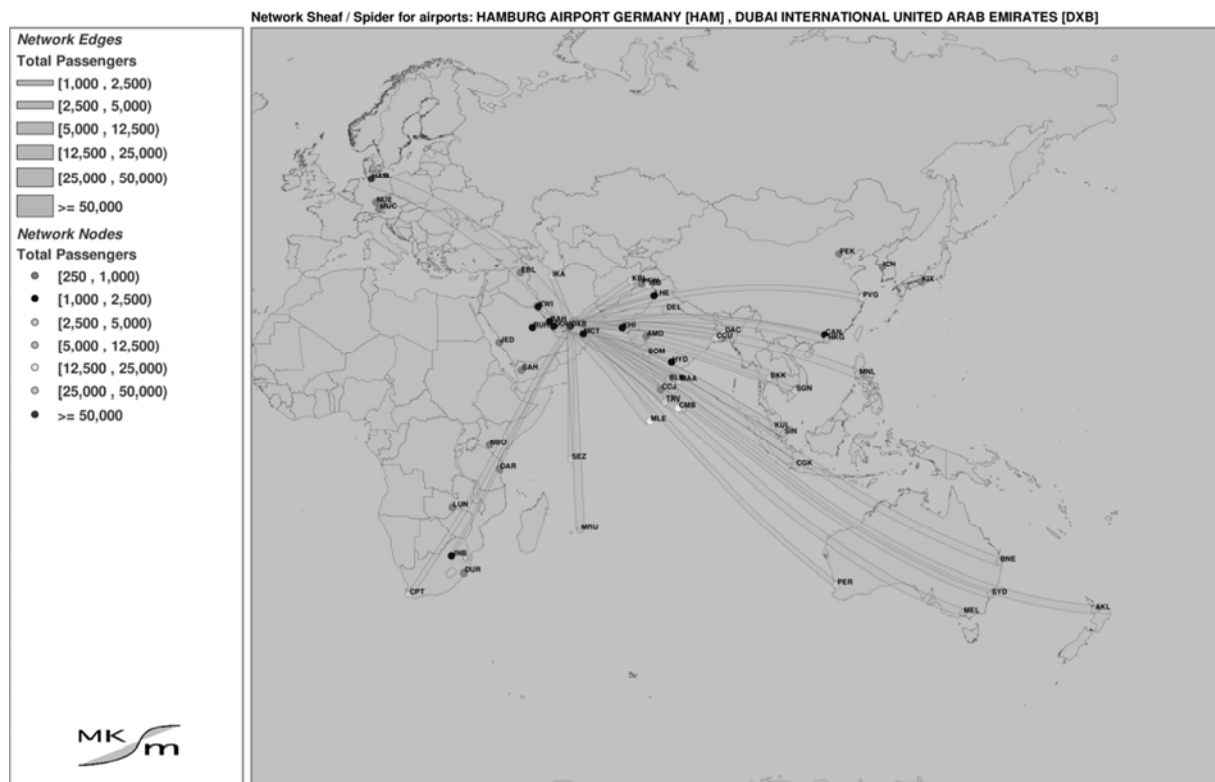 Network Sheaf / Spider for airports: HAMBURG AIRPORT GERMANY [HAM] , DUBAI INTERNATIONAL UNITED ARAB EMIRATES [DXB]
Network Edges
Total Passengers
[1,000 , 2,500)
[2,500 , 5,000)
[5,000 , 12,500)
[12,500 , 25,000)
[25,000 , 50,000)
>= 50,000
Network Nodes
Total Passengers
[250 , 1,000)
[1,000 , 2,500)
[2,500 , 5,000)
[5,000 , 12,500)
[12,500 , 25,000)
[25,000 , 50,000)
>= 50,000
MK m
HAM
NUE
MUC
PEK
ICN
EBL
IKA
KBL
KIX
LHE
PVG
KWI
DEL
BAH
DXB
RUH
MCT
KHI
DAC
CAN
JED
AMD
CCU
HKG
BOM
HYD
SAH
BKK
MNL
MAA
CCJ
SGN
TRV
CMB
MLE
KUL
SIN
NBO
SEZ
CGK
DAR
LUN
MRU
JNB
BNE
DUR
PER
CPT
SYD
MEL
AKL